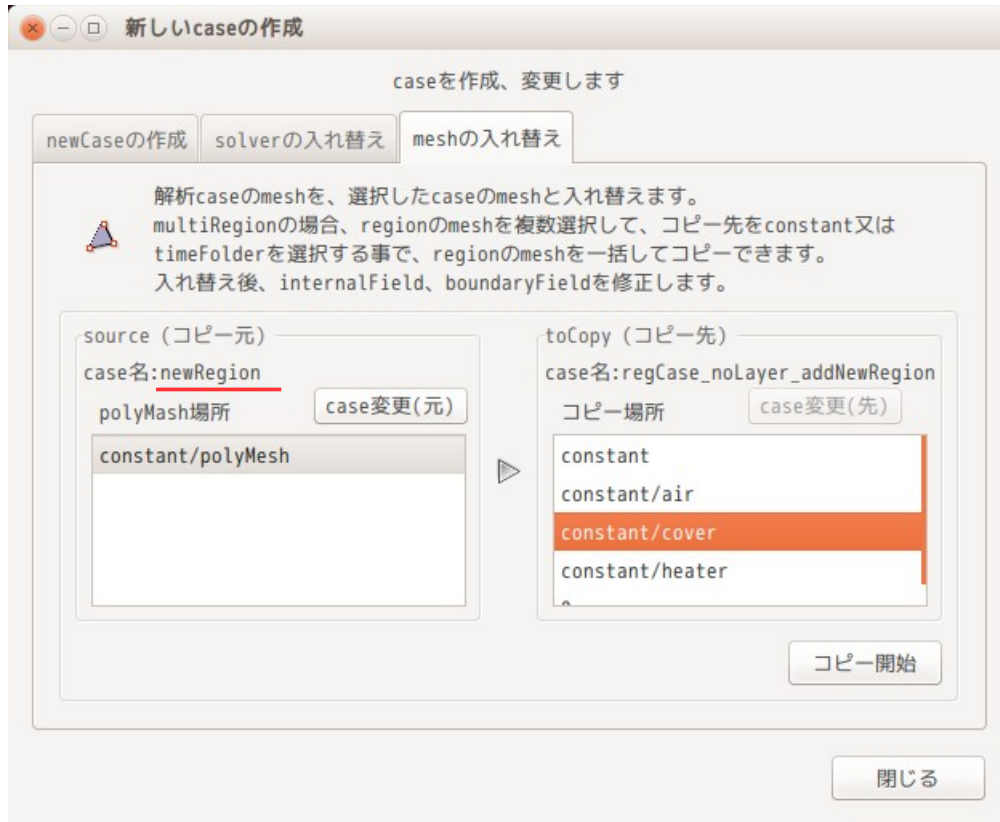 新しいcaseの作成
caseを作成、変更します
newCaseの作成
solverの入れ替え
meshの入れ替え
解析caseのmeshを、選択したcaseのmeshと入れ替えます。
multiRegionの場合、regionのmeshを複数選択して、コピー先をconstant又は
timeFolderを選択する事で、regionのmeshを一括してコピーできます。
入れ替え後、internalField、boundaryFieldを修正します。
source (コピー元)
case名:newRegion
polyMash場所
case変更(元)
constant/polyMesh
toCopy (コピー先)
case名:regCase_noLayer_addNewRegion
コピー場所
case変更(先)
constant
constant/air
constant/cover
constant/heater
コピー開始
閉じる